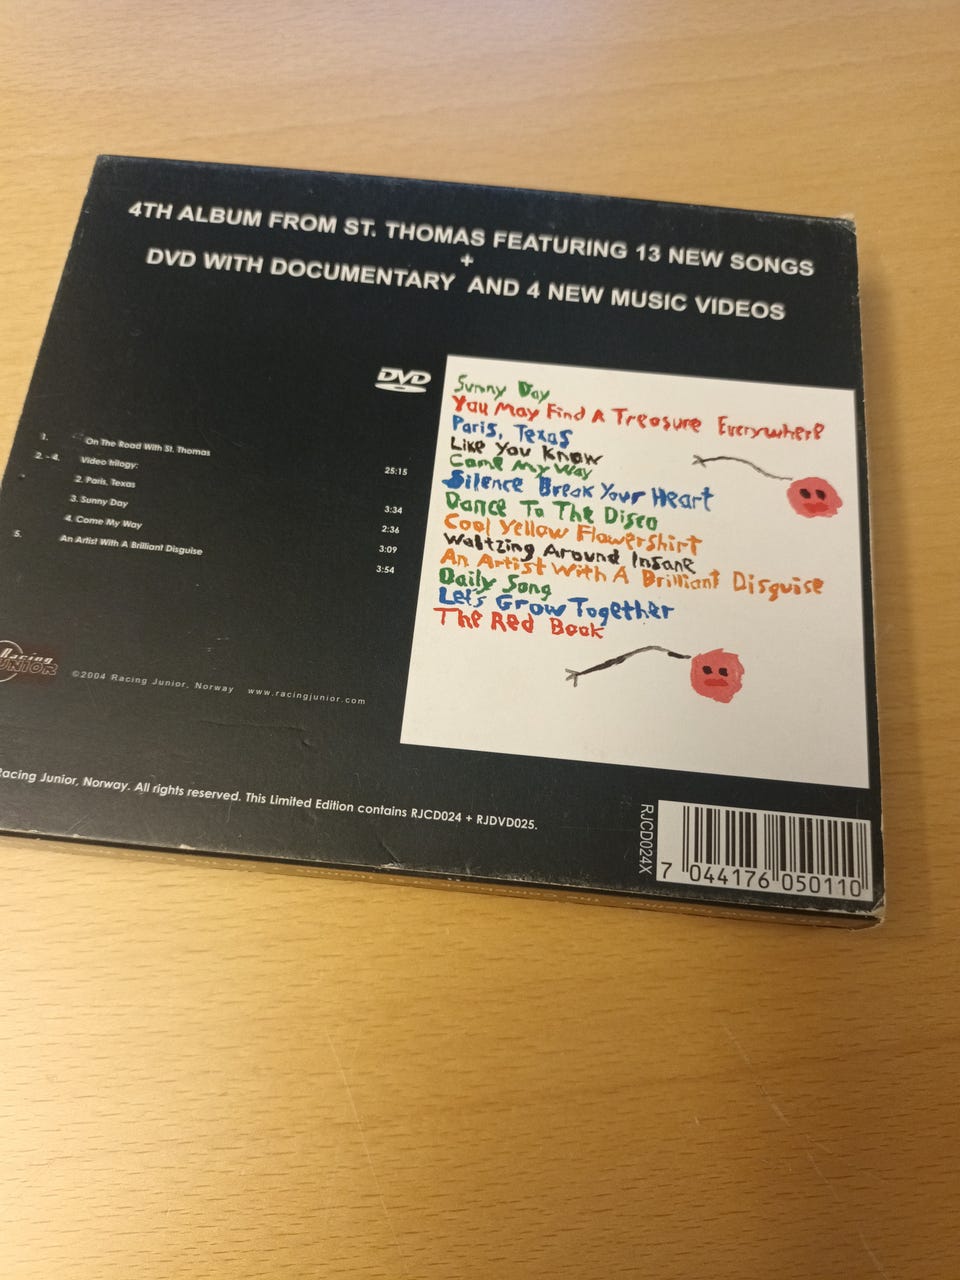 4TH ALBUM FROM ST. THOMAS FEATURING 13 NEW SONGS
+
DVD WITH DOCUMENTARY AND 4 NEW MUSIC VIDEOS
DVD
1. On The Road With St. Thomas 25:15
2. - 4. Video trilogy:
2. Paris, Texas 3:34
3. Sunny Day 2:36
4. Come My Way 3:09
5. An Artist With A Brilliant Disguise 3:54
Sunny Day
You May Find A Treasure Everywhere
Paris, Texas
Like You Know
Come My Way
Silence Break Your Heart
Dance To The Disco
Cool Yellow Flowershirt
Waltzing Around Insane
An Artist With A Brilliant Disguise
Daily Song
Let's Grow Together
The Red Book
Racing
JUNIOR
©2004 Racing Junior, Norway www.racingjunior.com
Racing Junior, Norway. All rights reserved. This Limited Edition contains RJCD024 + RJDVD025.
RJCD024X
7 044176 050110